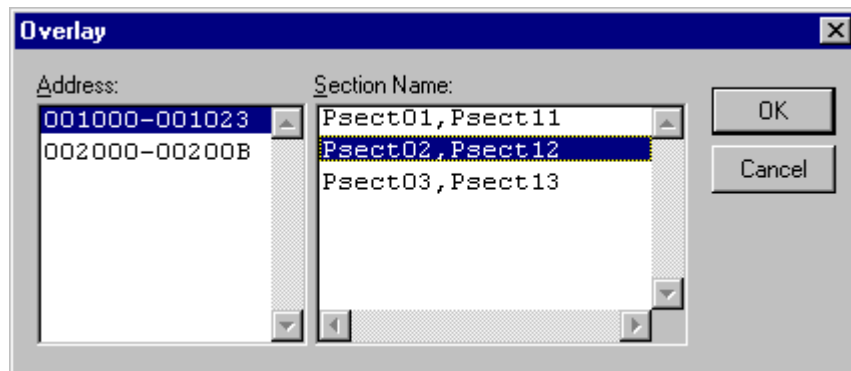 Overlay
Address:
Section Name:
001000-001023
002000-00200B
Psect01,Psect11
Psect02,Psect12
Psect03,Psect13
OK
Cancel